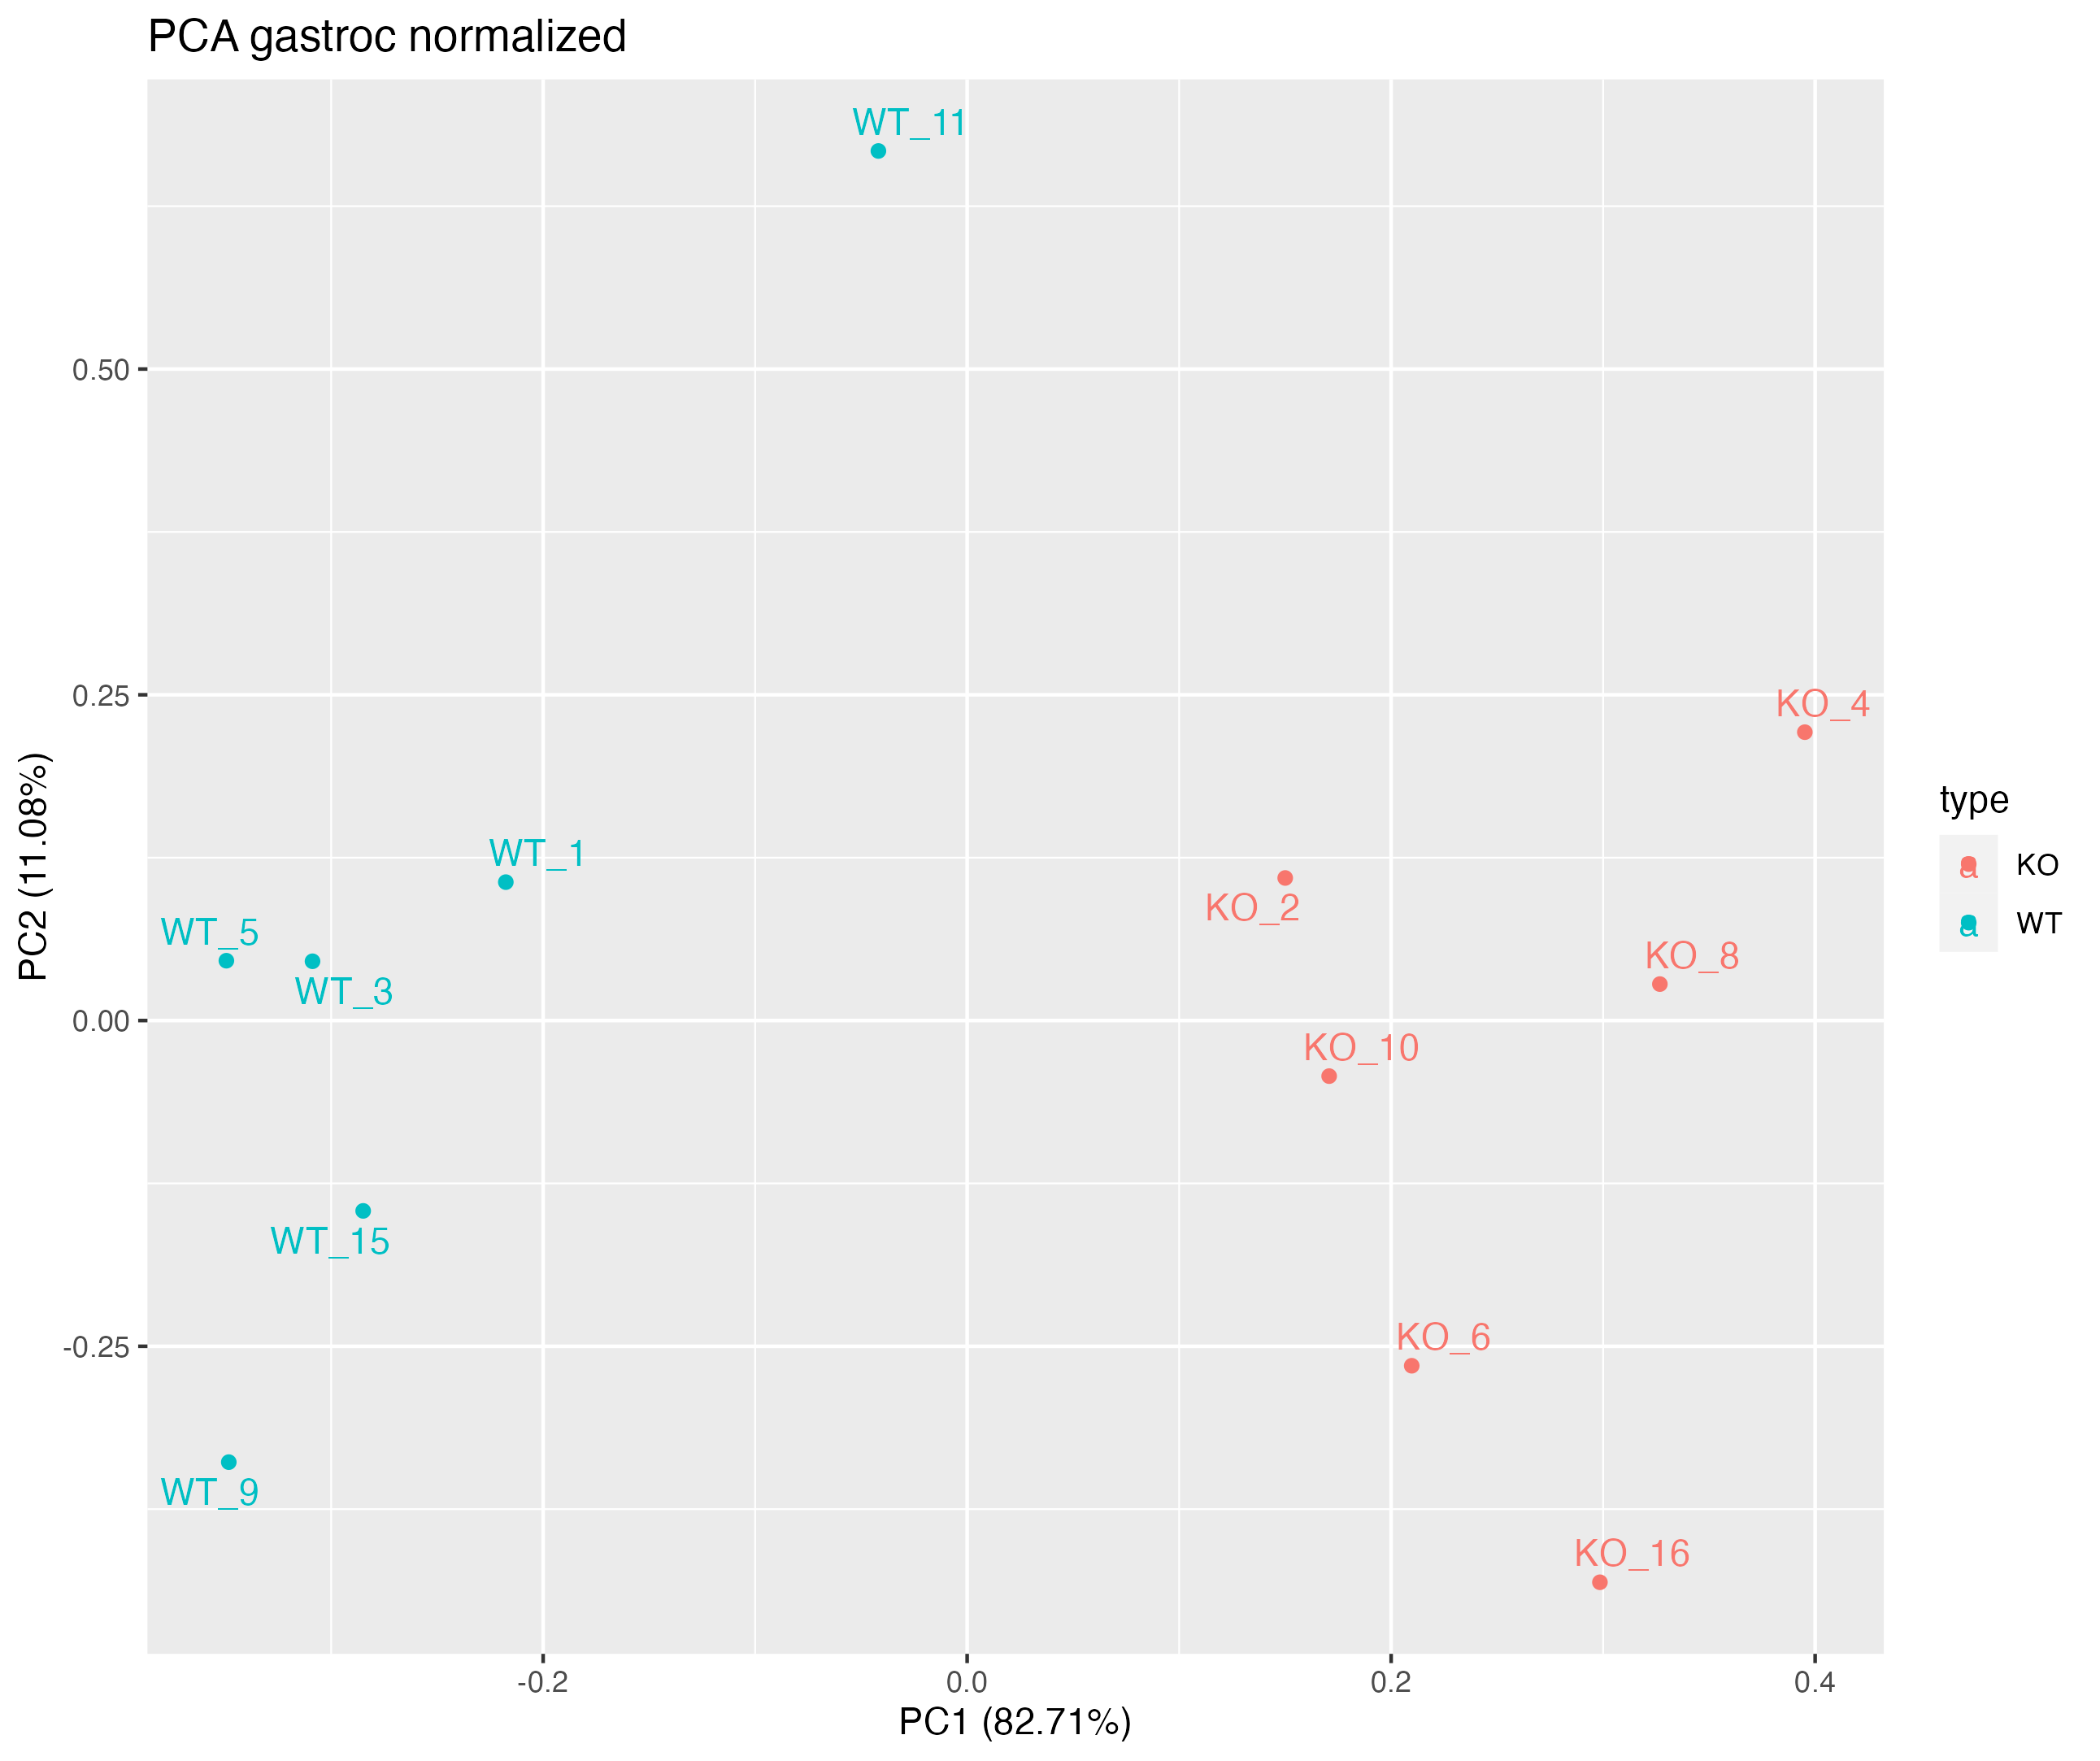 PCA gastroc normalized
WT_11
0.50
0.25
KO_4
WT_1
KO_2
WT_5
KO_8
WT_3
0.00
KO_10
WT_15
KO_6
-0.25
WT_9
KO_16
-0.2
0.0
0.2
0.4
PC1 (82.71%)
PC2 (11.08%)
type
a KO
a WT